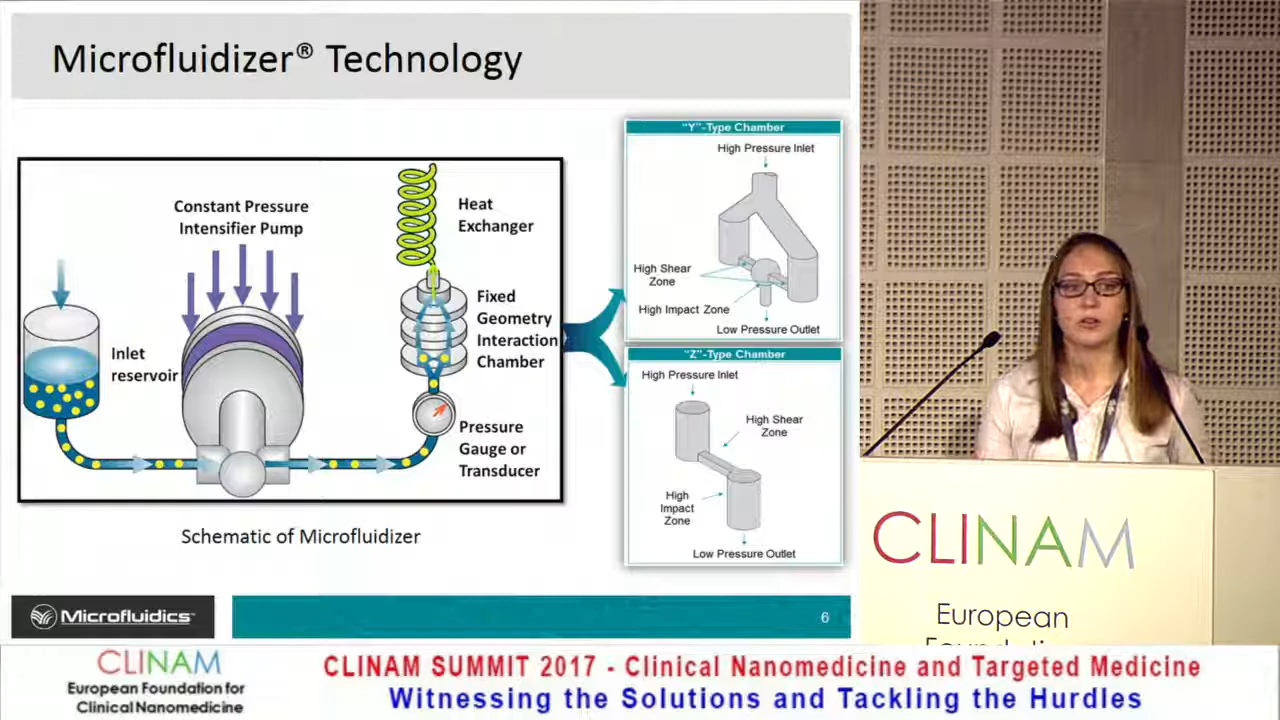 Microfluidizer® Technology
Constant Pressure
Intensifier Pump
Heat
Exchanger
Fixed
Geometry
Interaction
Chamber
Inlet
reservoir
Pressure
Gauge or
Transducer
Schematic of Microfluidizer
"Y"-Type Chamber
High Pressure Inlet
High Shear
Zone
High Impact Zone
Low Pressure Outlet
"Z"-Type Chamber
High Pressure Inlet
High Shear
Zone
High
Impact
Zone
Low Pressure Outlet
Microfluidics
6
CLINAM
European
CLINAM
European Foundation for
Clinical Nanomedicine
CLINAM SUMMIT 2017 - Clinical Nanomedicine and Targeted Medicine
Witnessing the Solutions and Tackling the Hurdles